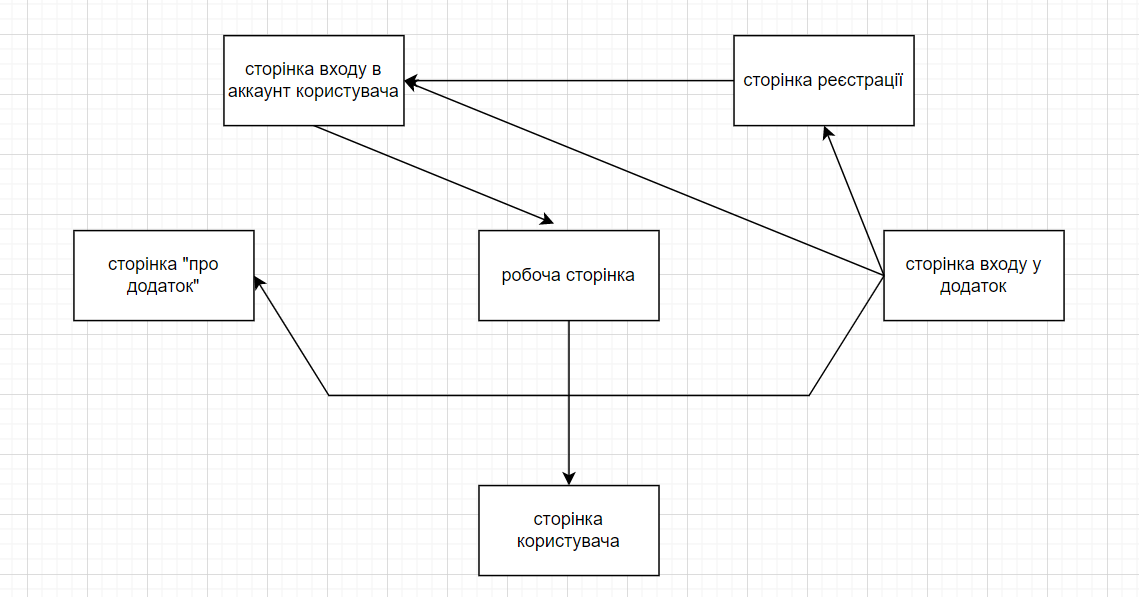 сторінка входу в
аккаунт користувача
сторінка реєстрації
сторінка "про
додаток"
робоча сторінка
сторінка входу у
додаток
сторінка
користувача